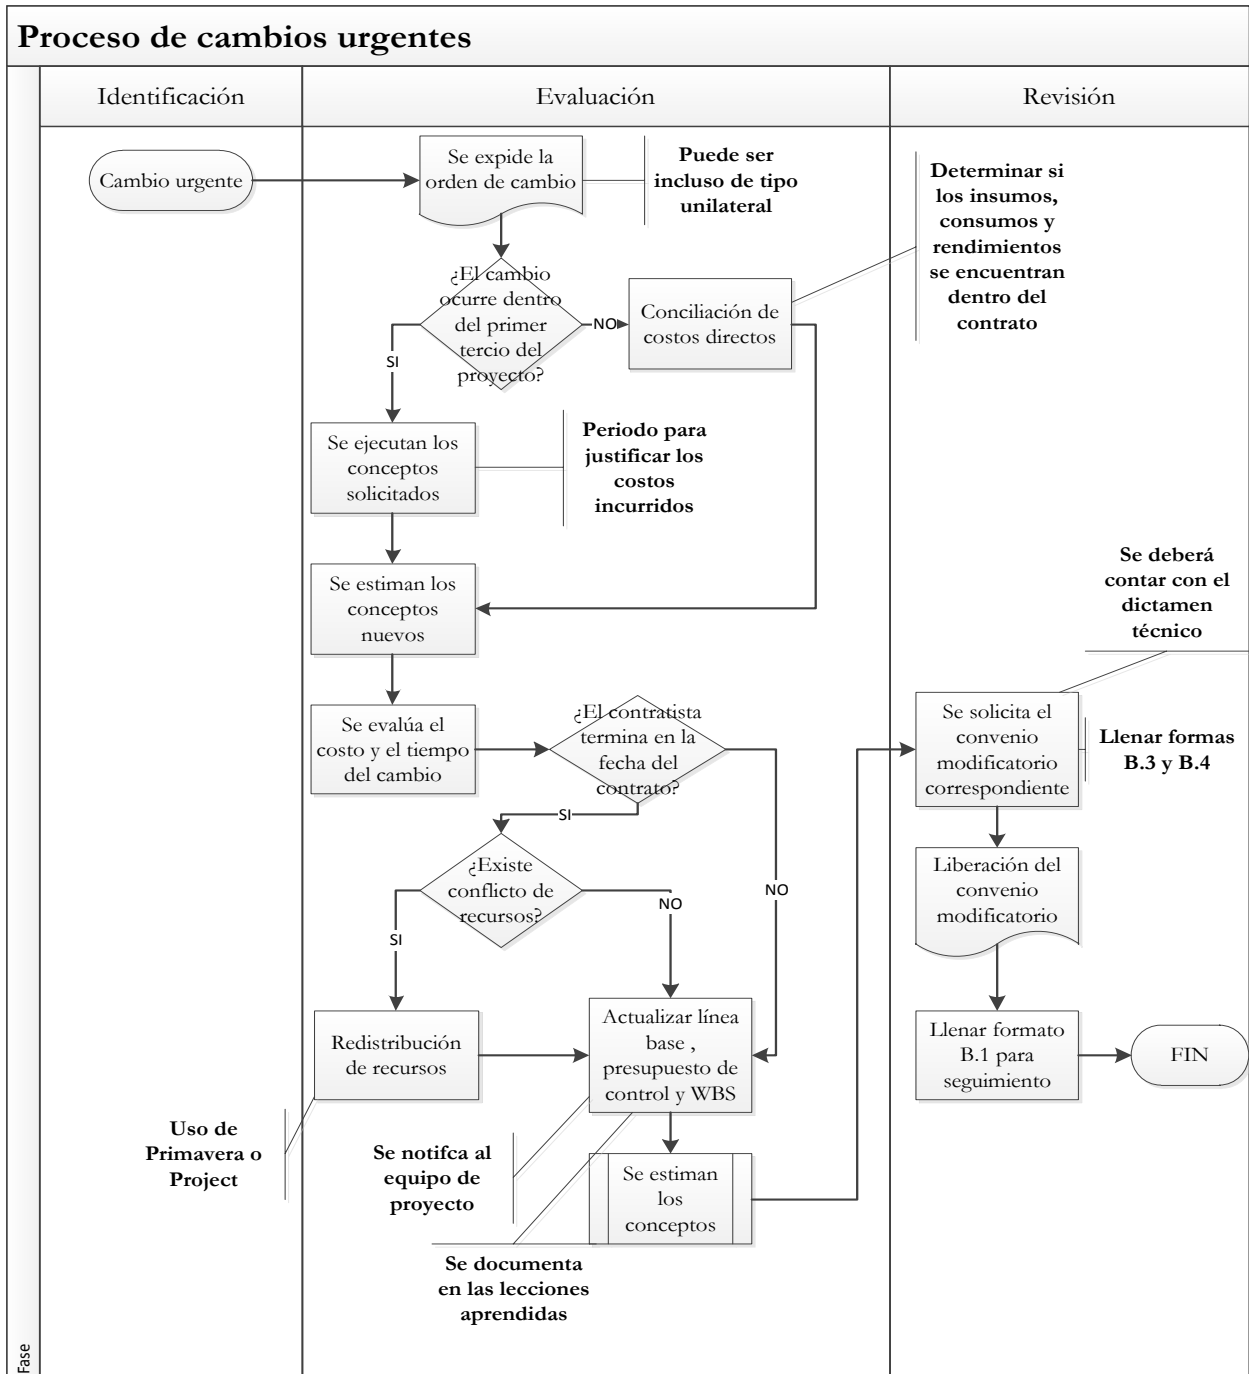 Proceso de cambios urgentes
Fase
Identificación
Evaluación
Revisión
Cambio urgente
Se expide la
orden de cambio
Puede ser
incluso de tipo
unilateral
Determinar si
los insumos,
consumos y
rendimientos
se encuentran
dentro del
contrato
¿El cambio
ocurre dentro
del primer
tercio del
proyecto?
NO
Conciliación de
costos directos
SI
Se ejecutan los
conceptos
solicitados
Periodo para
justificar los
costos
incurridos
Se estiman los
conceptos
nuevos
Se evalúa el
costo y el tiempo
del cambio
¿El contratista
termina en la
fecha del
contrato?
SI
NO
¿Existe
conflicto de
recursos?
SI
NO
Redistribución
de recursos
Uso de
Primavera o
Project
Actualizar línea
base ,
presupuesto de
control y WBS
Se notifca al
equipo de
proyecto
Se documenta
en las lecciones
aprendidas
Se estiman
los
conceptos
Se deberá
contar con el
dictamen
técnico
Se solicita el
convenio
modificatorio
correspondiente
Llenar formas
B.3 y B.4
Liberación del
convenio
modificatorio
Llenar formato
B.1 para
seguimiento
FIN